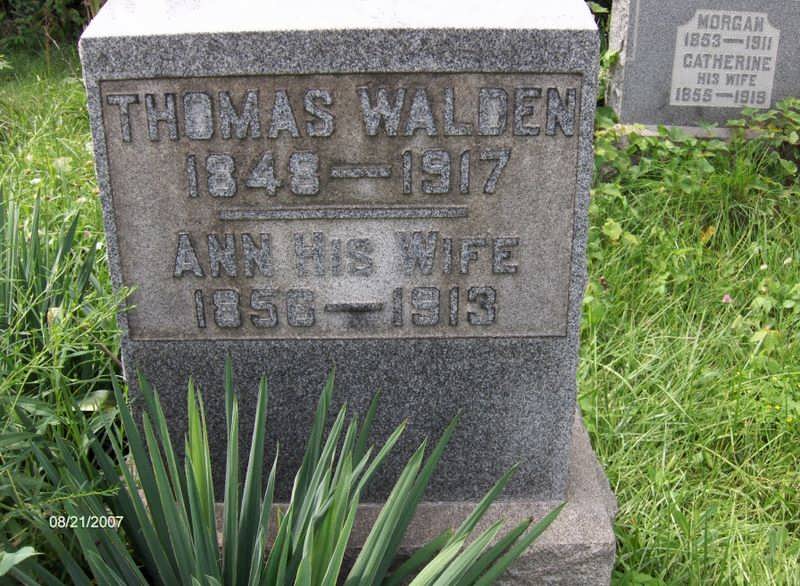 THOMAS WALDEN
1848—1917
ANN HIS WIFE
1856—1913
MORGAN
1853—1911
CATHERINE
HIS WIFE
1855—1919
08/21/2007